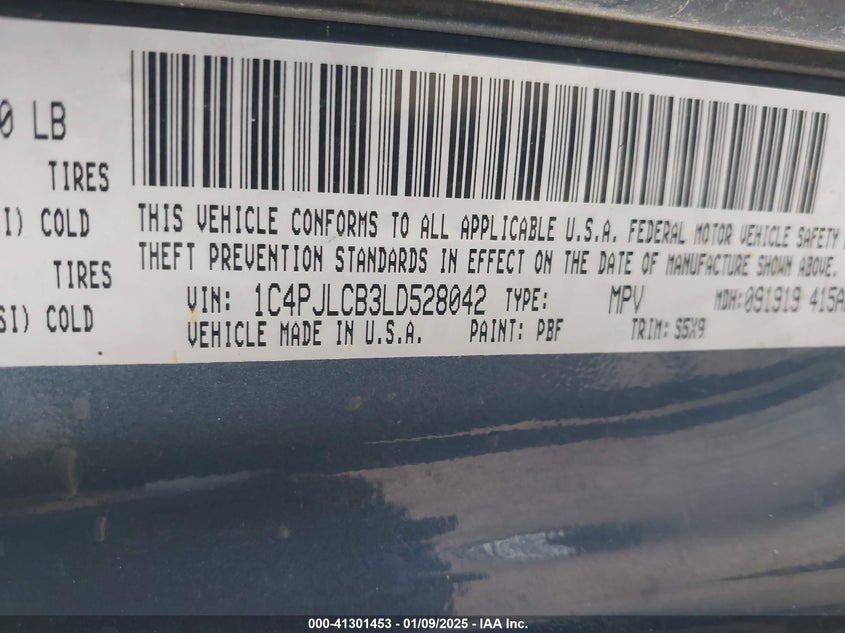 0 LB
TIRES
I) COLD
TIRES
SI) COLD
THIS VEHICLE CONFORMS TO ALL APPLICABLE U.S.A. FEDERAL MOTOR VEHICLE SAFETY
THEFT PREVENTION STANDARDS IN EFFECT ON THE DATE OF MANUFACTURE SHOWN ABOVE.
VIN: 1C4PJLCB3LD528042 TYPE: MPV MDH: 091919 415A
VEHICLE MADE IN U.S.A. PAINT: PBF TRIM: S5X9
000-41301453 - 01/09/2025 - IAA Inc.